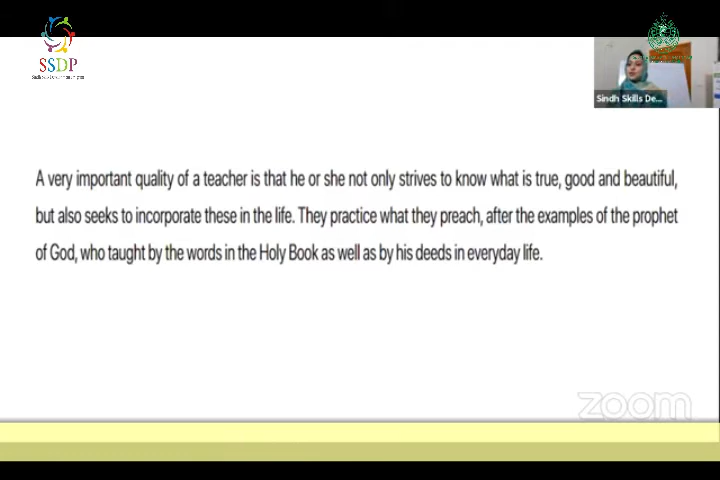 SSDP
Sindh Skills De...
A very important quality of a teacher is that he or she not only strives to know what is true, good and beautiful,
but also seeks to incorporate these in the life. They practice what they preach, after the examples of the prophet
of God, who taught by the words in the Holy Book as well as by his deeds in everyday life.
zoom